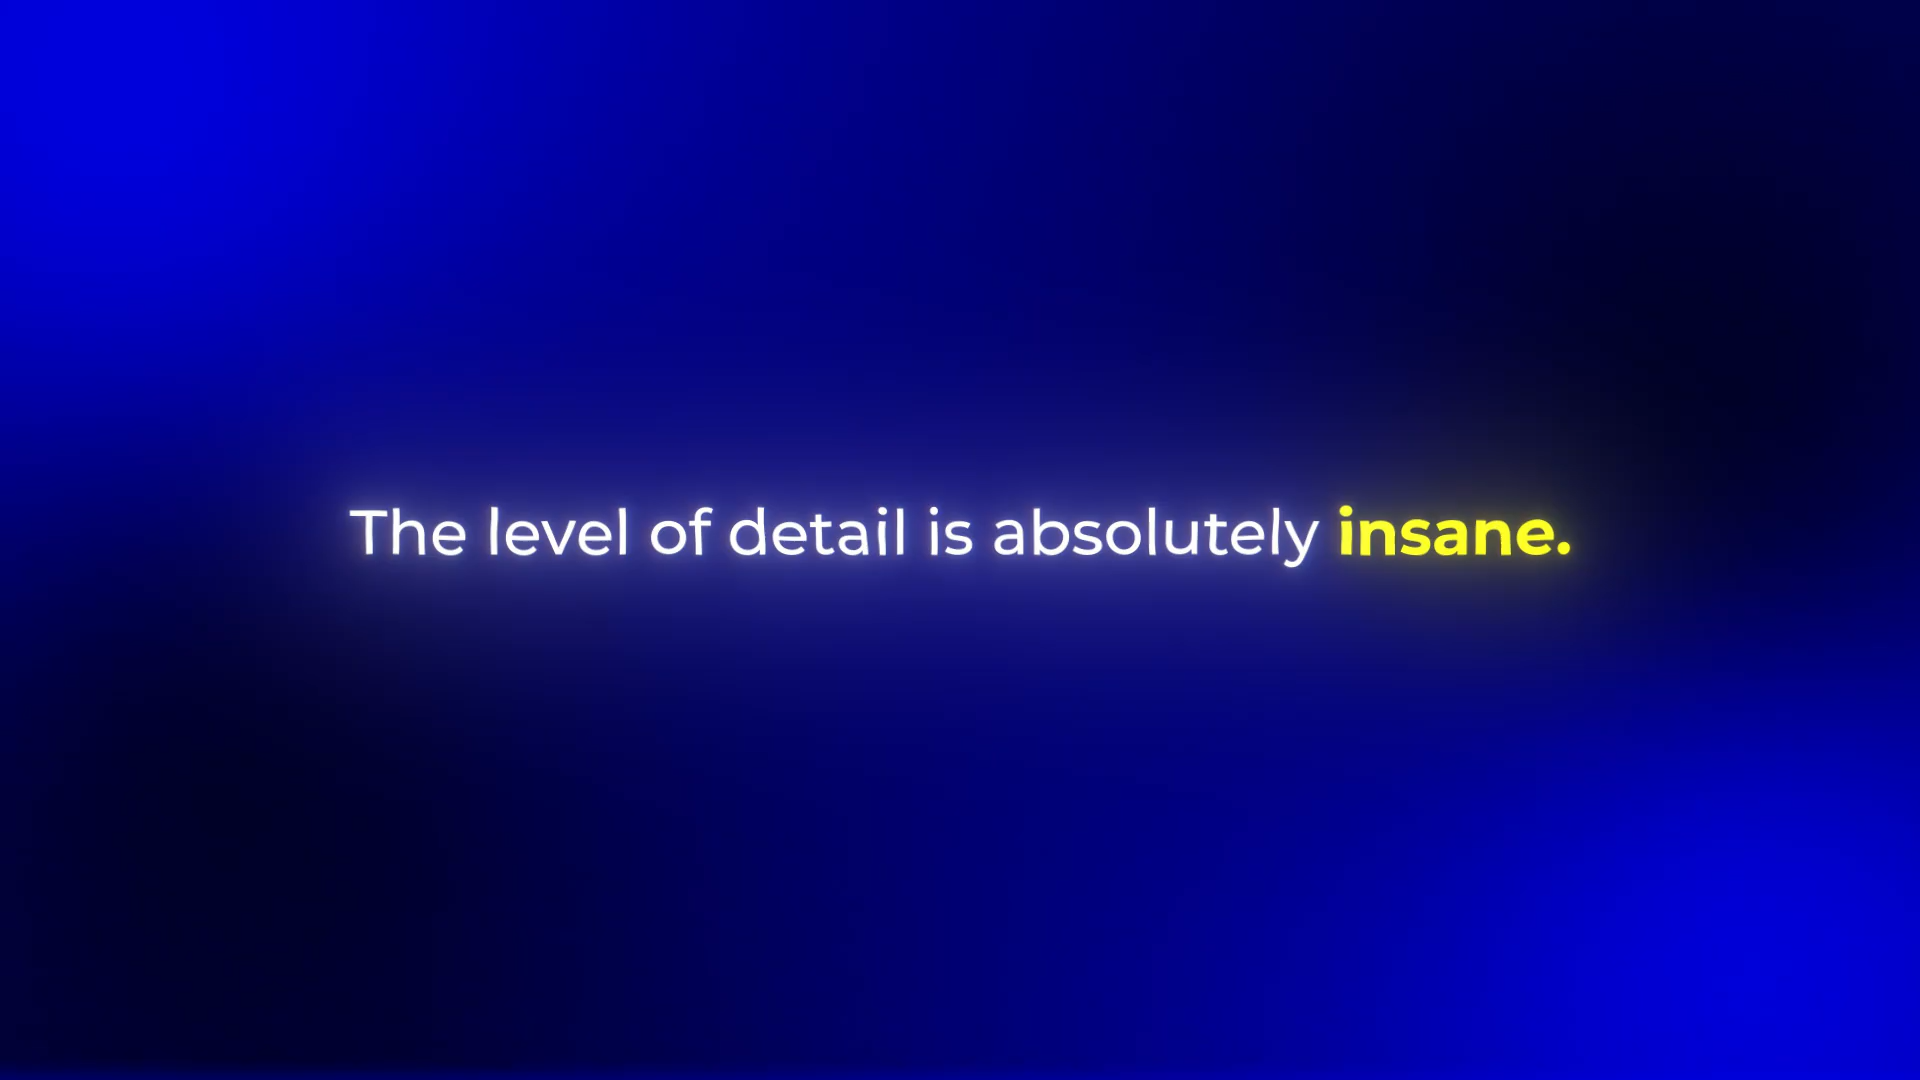 The level of detail is absolutely insane.